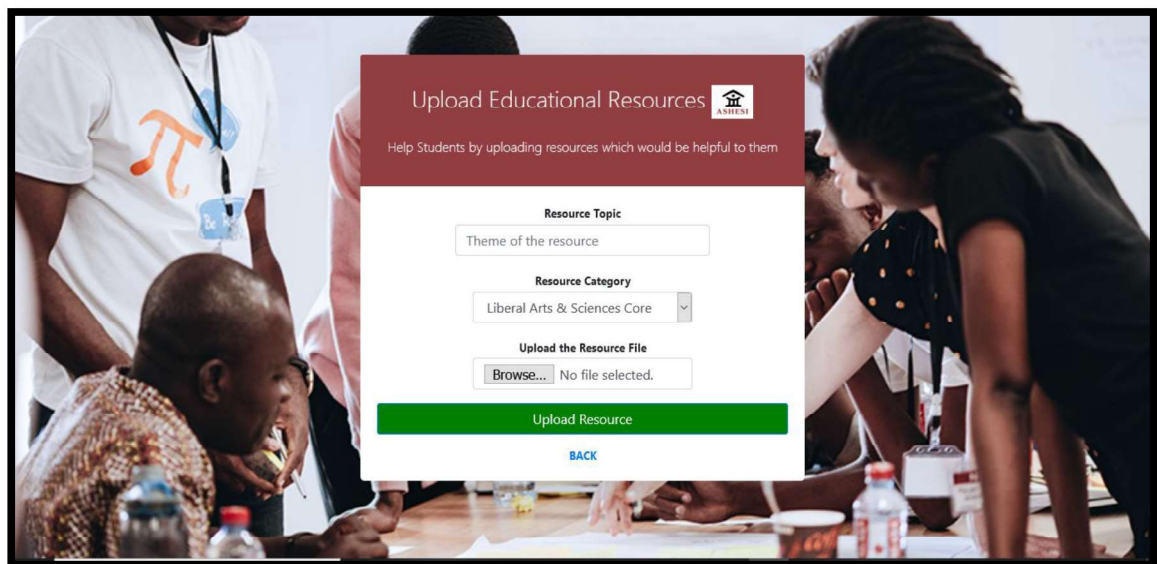 Upload Educational Resources
ASHESI
Help Students by uploading resources which would be helpful to them
Resource Topic
Theme of the resource
Resource Category
Liberal Arts & Sciences Core
Upload the Resource File
Browse... No file selected.
Upload Resource
BACK